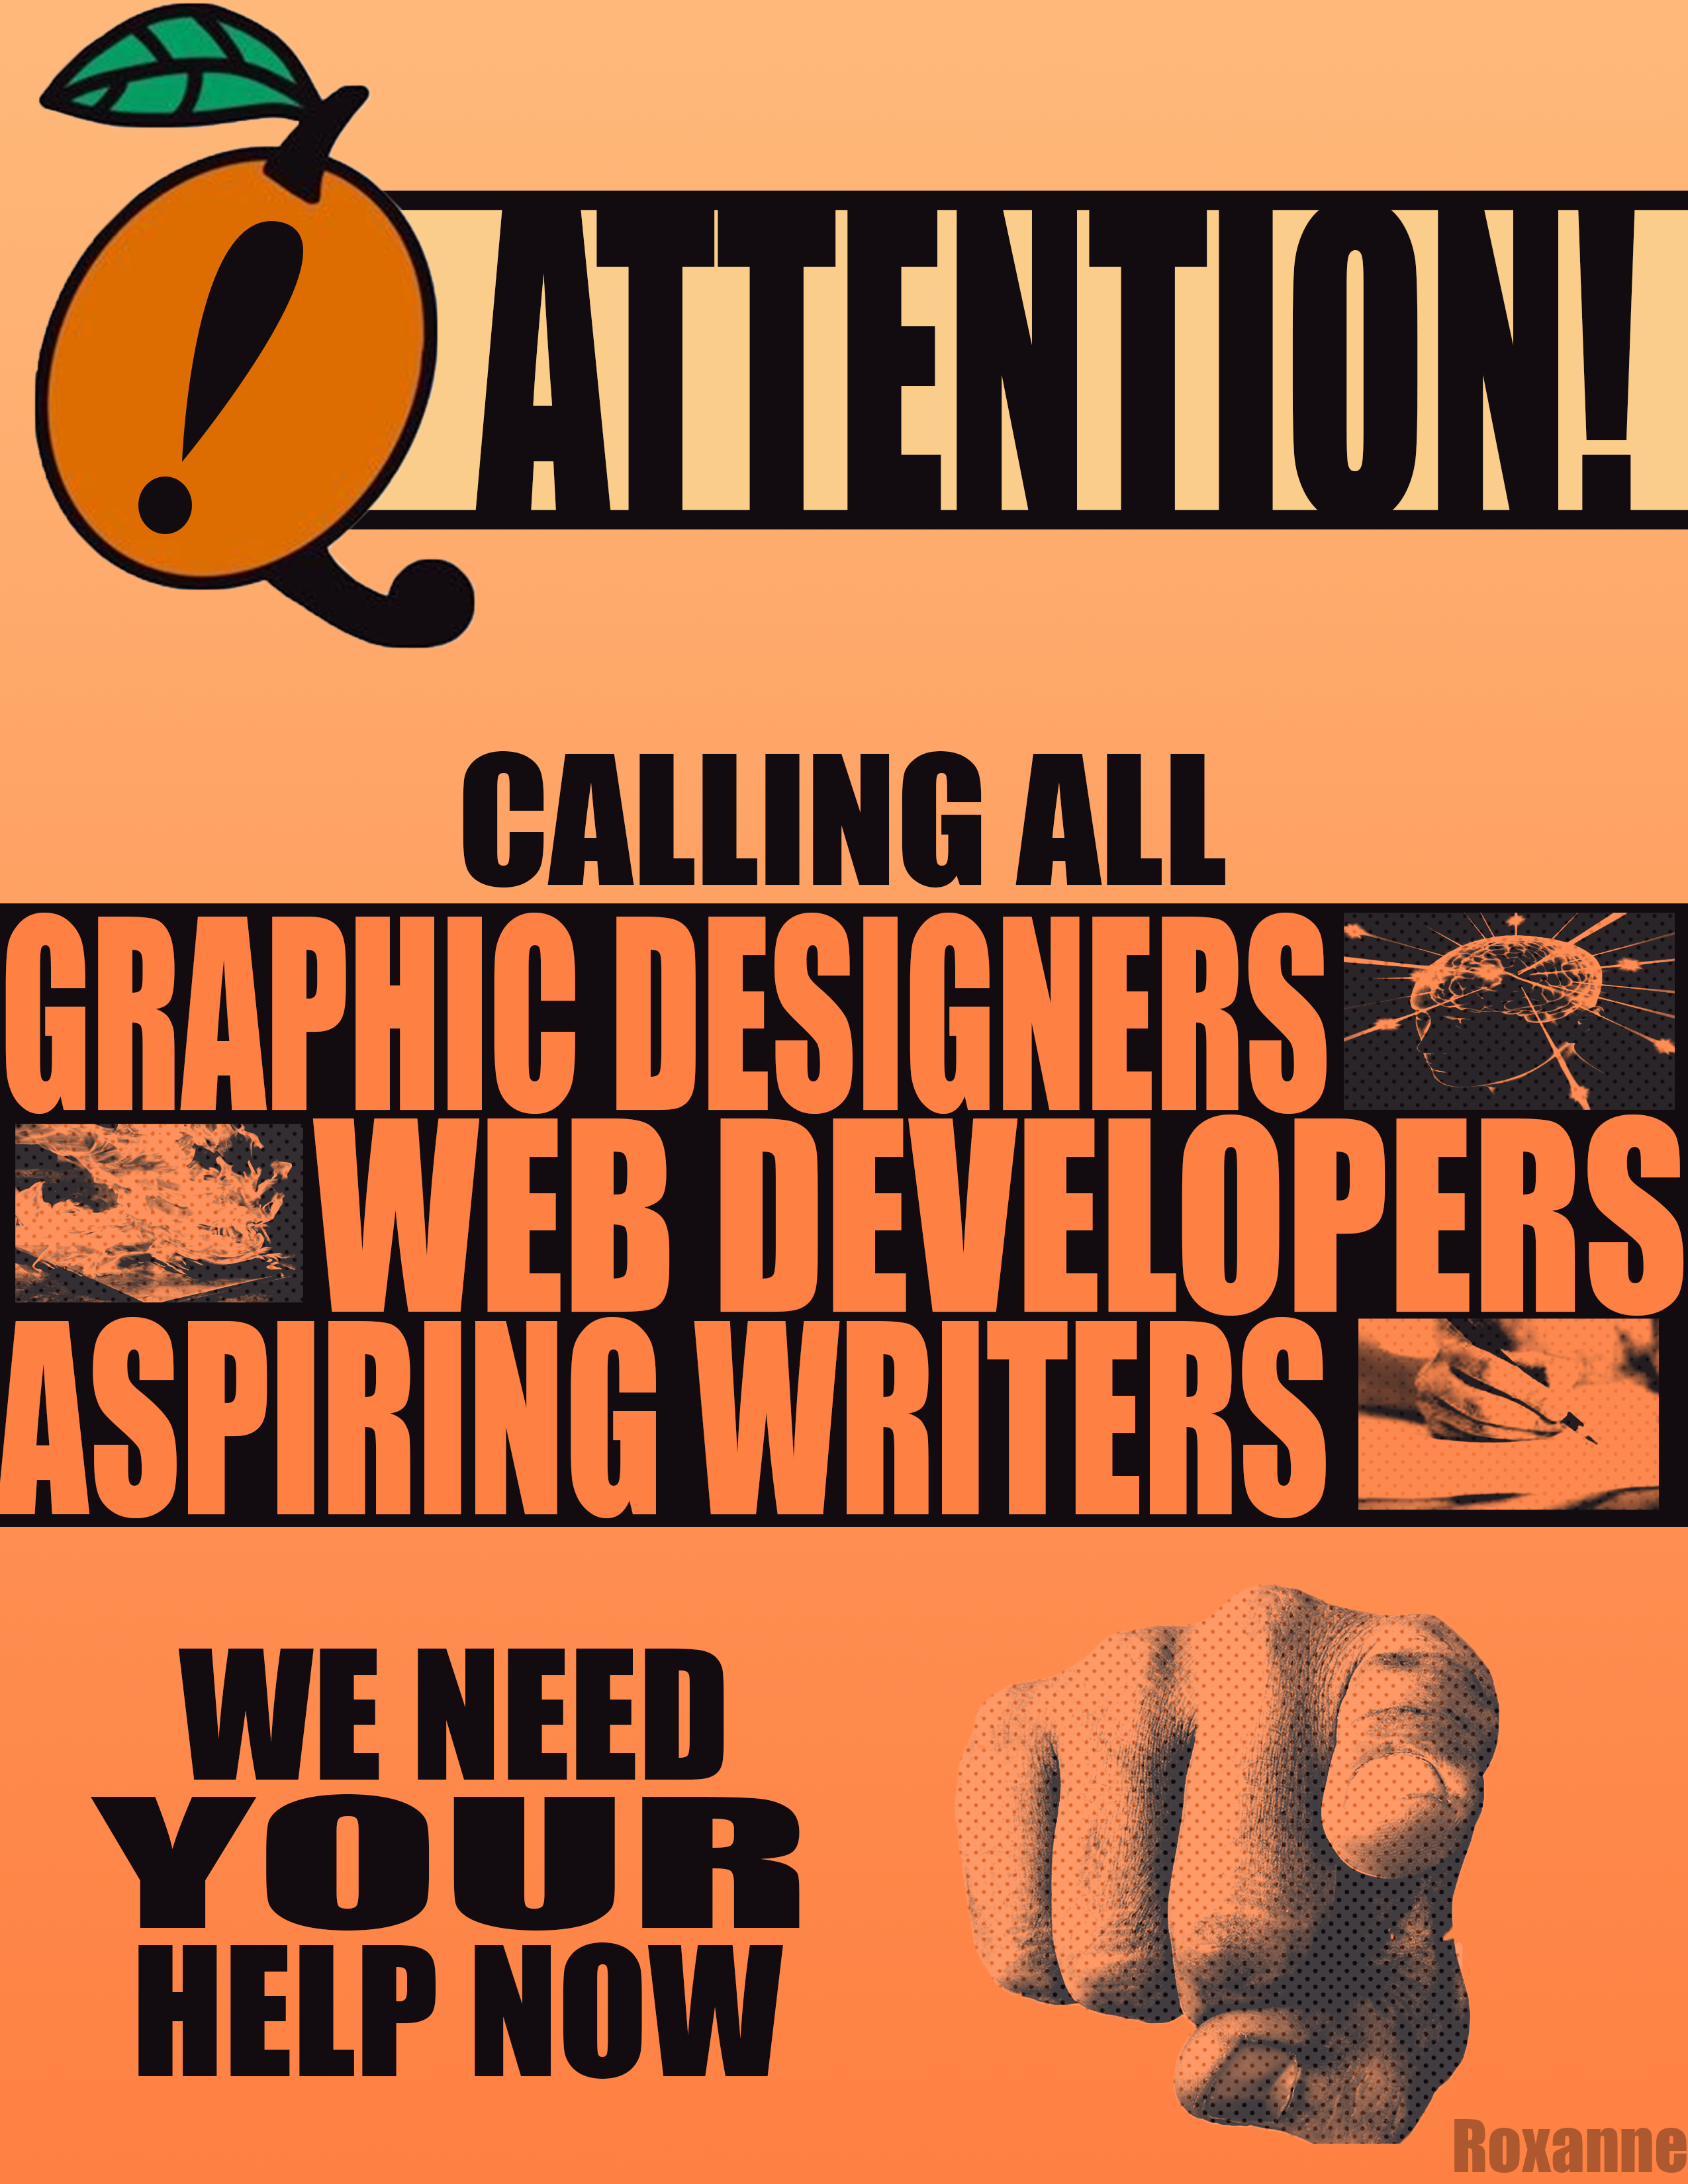 ATTENTION!
CALLING ALL
GRAPHIC DESIGNERS
WEB DEVELOPERS
ASPIRING WRITERS
WE NEED
YOUR
HELP NOW
Roxanne